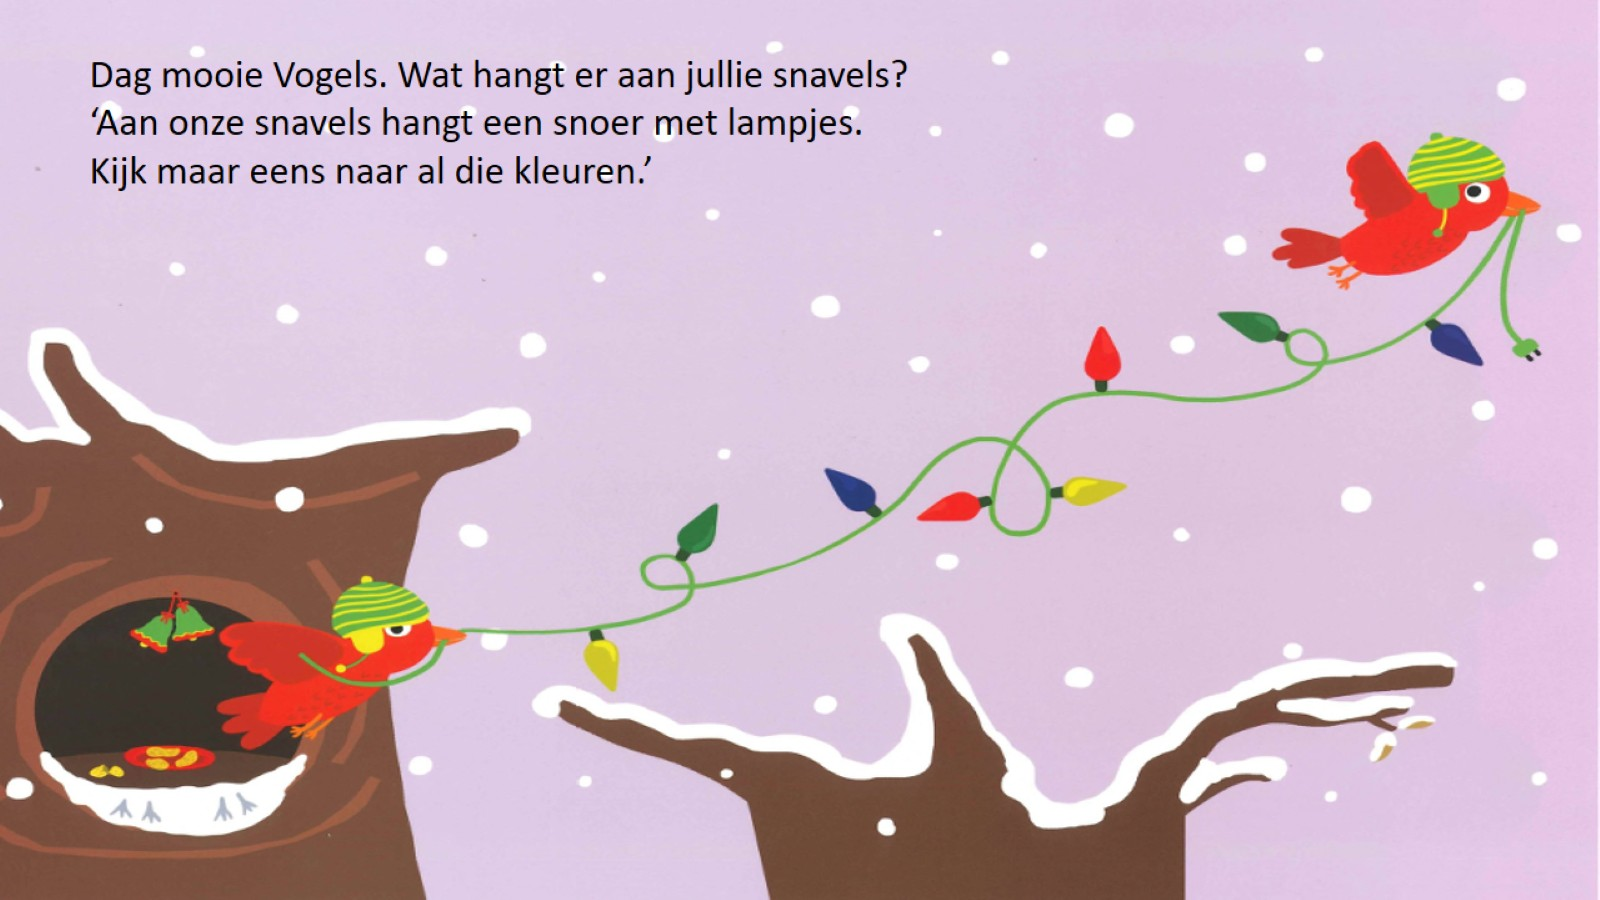 Dag mooie Vogels. Wat hangt er aan jullie snavels?
‘Aan onze snavels hangt een snoer met lampjes.
Kijk maar eens naar al die kleuren.’